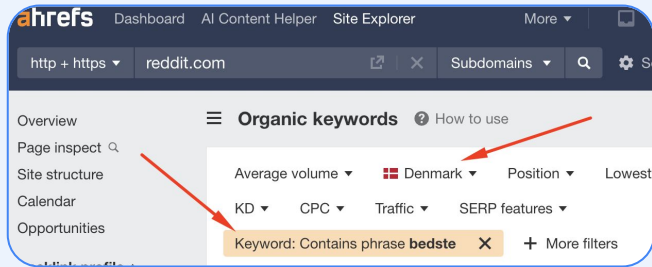 ahrefs Dashboard AI Content Helper Site Explorer More
http + https reddit.com Subdomains
Overview
Page inspect
Site structure
Calendar
Opportunities
Organic keywords How to use
Average volume Denmark Position Lowest
KD CPC Traffic SERP features
Keyword: Contains phrase bedste More filters